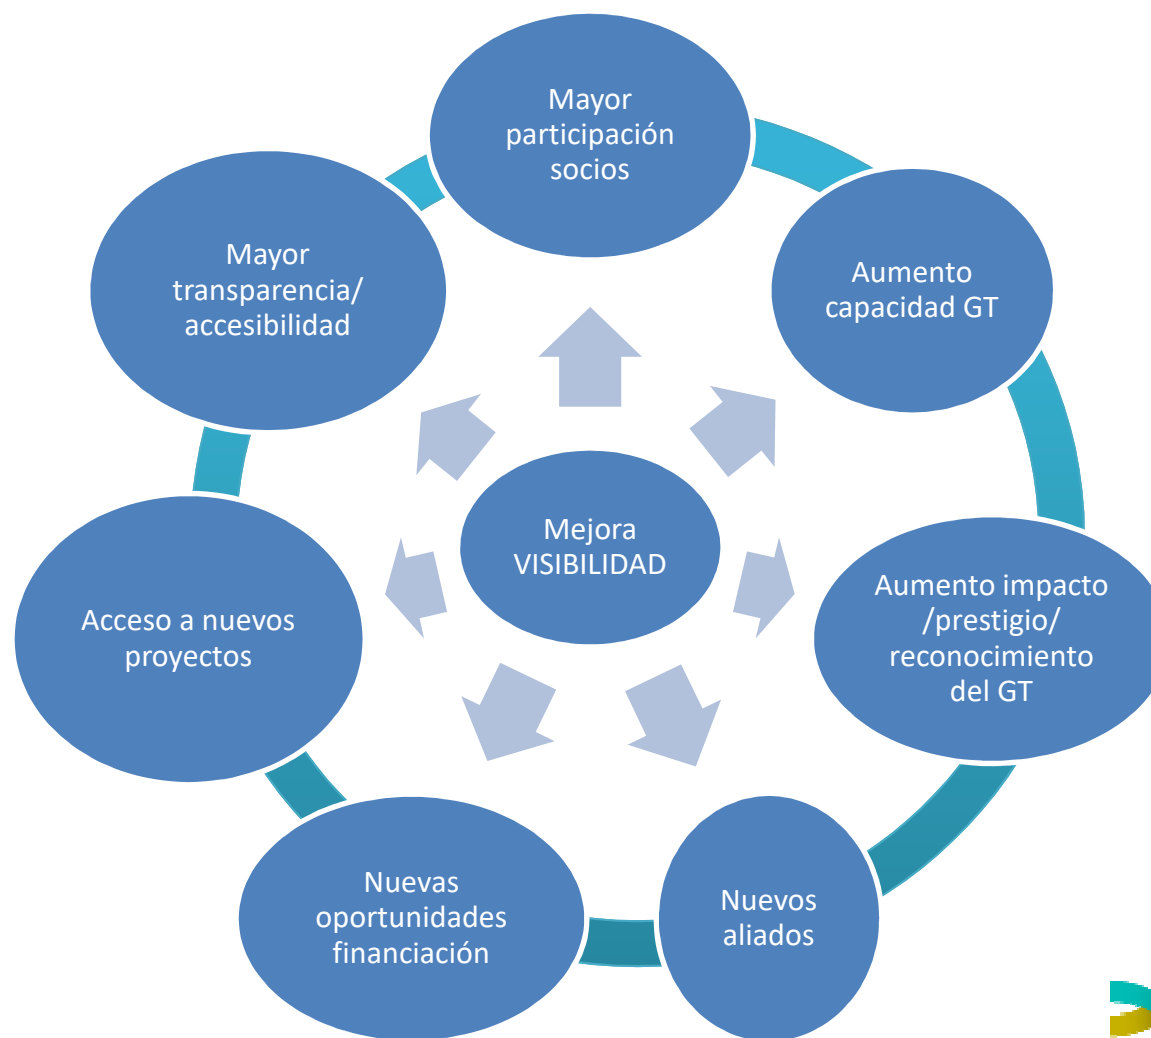 Mayor
participación
socios
Aumento
capacidad GT
Aumento impacto
/prestigio/
reconocimiento
del GT
Nuevos
aliados
Nuevas
oportunidades
financiación
Acceso a nuevos
proyectos
Mayor
transparencia/
accesibilidad
Mejora
VISIBILIDAD